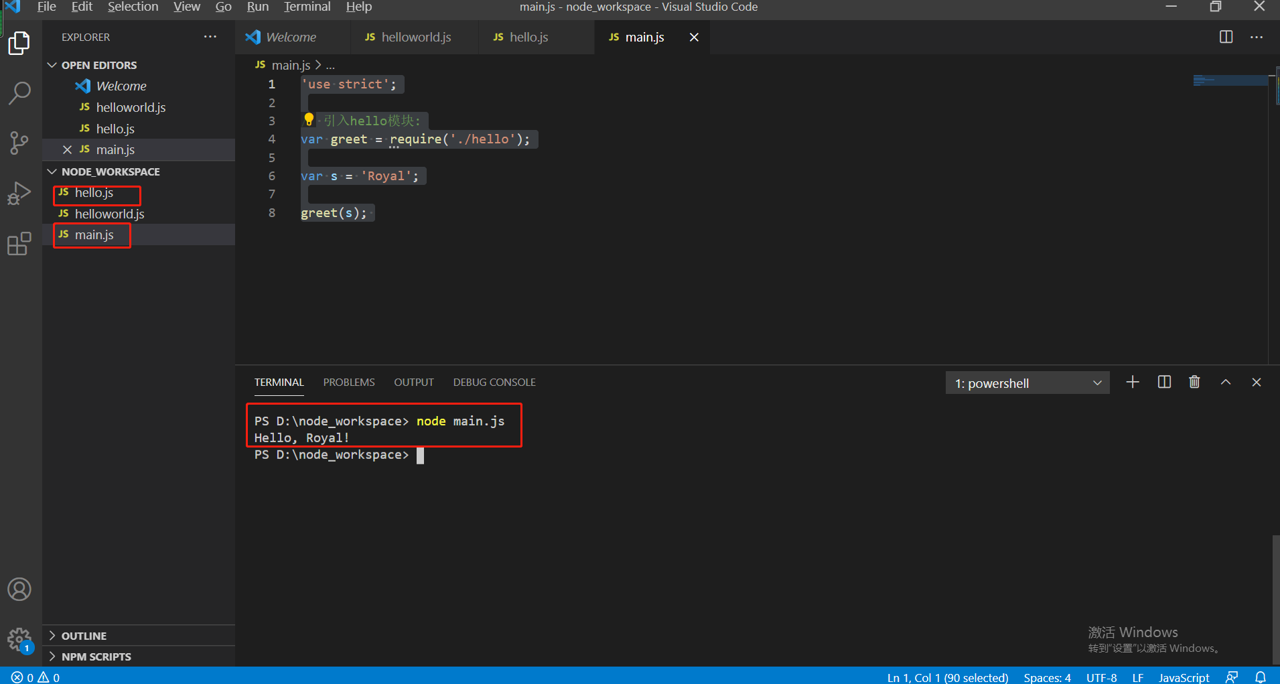 File Edit Selection View Go Run Terminal Help main.js - node_workspace - Visual Studio Code
EXPLORER ···
OPEN EDITORS
Welcome
helloworld.js
hello.js
main.js
NODE_WORKSPACE
hello.js
helloworld.js
main.js
OUTLINE
NPM SCRIPTS
Welcome JS helloworld.js JS hello.js JS main.js
JS main.js > ...
1 'use strict';
2
3 引入hello模块:
4 var greet = require('./hello');
5
6 var s = 'Royal';
7
8 greet(s);
TERMINAL PROBLEMS OUTPUT DEBUG CONSOLE 1: powershell
PS D:\node_workspace> node main.js
Hello, Royal!
PS D:\node_workspace>
激活 Windows
转到"设置"以激活 Windows。
1
0 0 Ln 1, Col 1 (90 selected) Spaces: 4 UTF-8 LF JavaScript